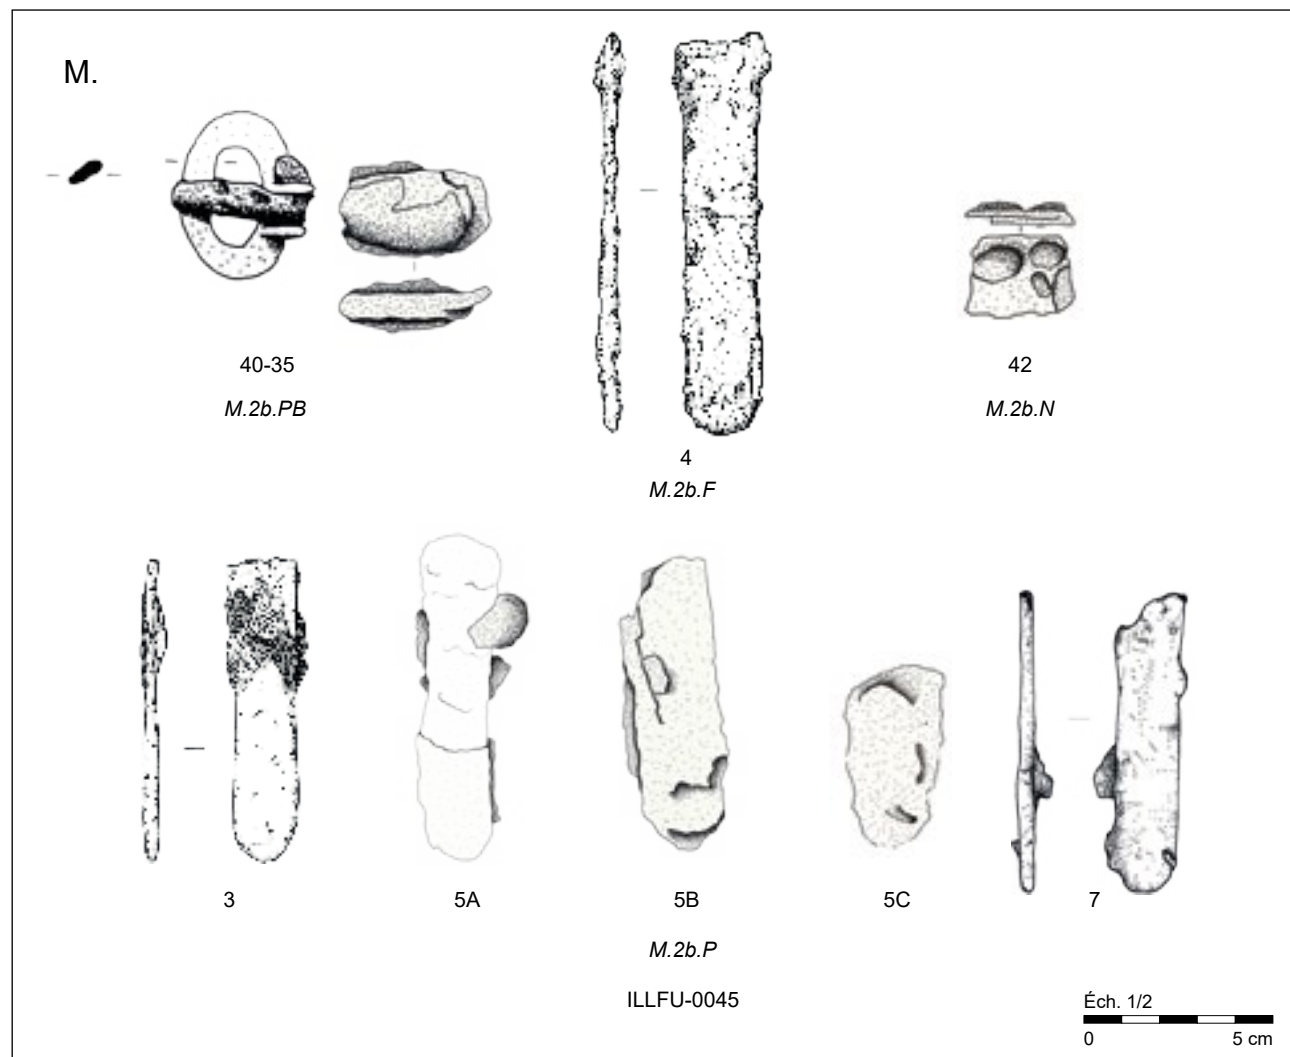 M.
40-35
M.2b.PB
4
M.2b.F
42
M.2b.N
3
5A
5B
5C
7
M.2b.P
ILLFU-0045
Éch. 1/2
0 5 cm